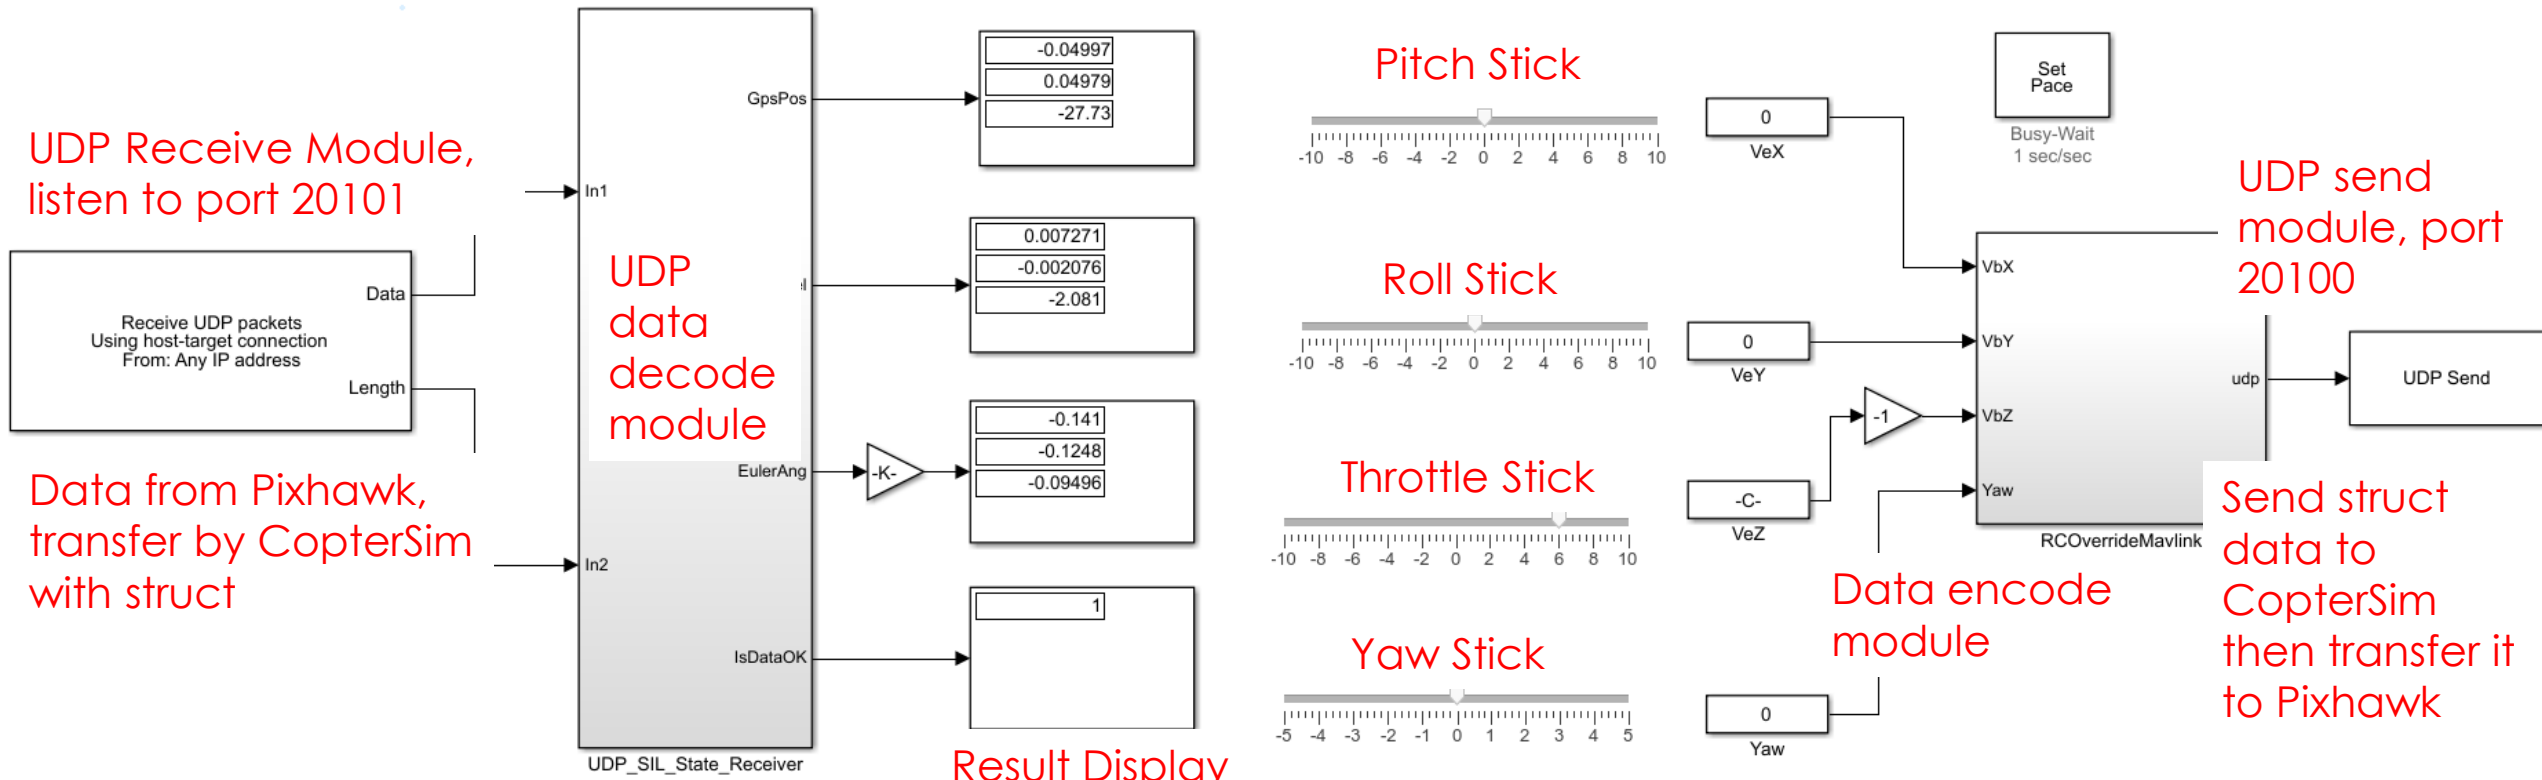 UDP Receive Module,
listen to port 20101
Data
Receive UDP packets
Using host-target connection
From: Any IP address
Length
Data from Pixhawk,
transfer by CopterSim
with struct
In1
In2
UDP
data
decode
module
GpsPos
EulerAng
IsDataOK
UDP_SIL_State_Receiver
-K-
-0.04997
0.04979
-27.73
0.007271
-0.002076
-2.081
-0.141
-0.1248
-0.09496
1
Result Display
Pitch Stick
-10 -8 -6 -4 -2 0 2 4 6 8 10
Roll Stick
-10 -8 -6 -4 -2 0 2 4 6 8 10
Throttle Stick
-10 -8 -6 -4 -2 0 2 4 6 8 10
Yaw Stick
-5 -4 -3 -2 -1 0 1 2 3 4 5
0
VeX
0
VeY
-C-
VeZ
0
Yaw
-1
Set
Pace
Busy-Wait
1 sec/sec
VbX
VbY
VbZ
Yaw
udp
RCOverrideMavlink
Data encode
module
UDP send
module, port
20100
UDP Send
Send struct
data to
CopterSim
then transfer it
to Pixhawk